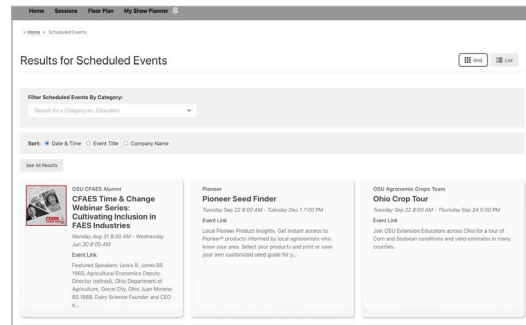 Home Sessions Floor Plan My Show Planner
» Home » Scheduled Events
Results for Scheduled Events
Grid
List
Filter Scheduled Events By Category:
Search for a Category ex. Education
Sort: Date & Time Event Title Company Name
See All Results
CFAES
OSU CFAES Alumni
CFAES Time & Change
Webinar Series:
Cultivating Inclusion in
FAES Industries
Monday Aug 31 8:00 AM - Wednesday
Jun 30 8:05 AM
Event Link
Featured Speakers: Lewis R. Jones BS
1965, Agricultural Economics Deputy
Director (retired), Ohio Department of
Agriculture, Grove City, Ohio Juan Moreno
BS 1988, Dairy Science Founder and CEO
o...
Pioneer
Pioneer Seed Finder
Tuesday Sep 22 8:00 AM - Tuesday Dec 1 7:00 PM
Event Link
Local Pioneer Product Insights. Get instant access to
Pioneer® products informed by local agronomists who
know your area. Select your products and print or save
your own customized seed guide for y...
OSU Agronomic Crops Team
Ohio Crop Tour
Tuesday Sep 22 8:00 AM - Thursday Sep 24 5:00 PM
Event Link
Join OSU Extension Educators across Ohio for a tour of
Corn and Soybean conditions and yield estimates in many
counties.